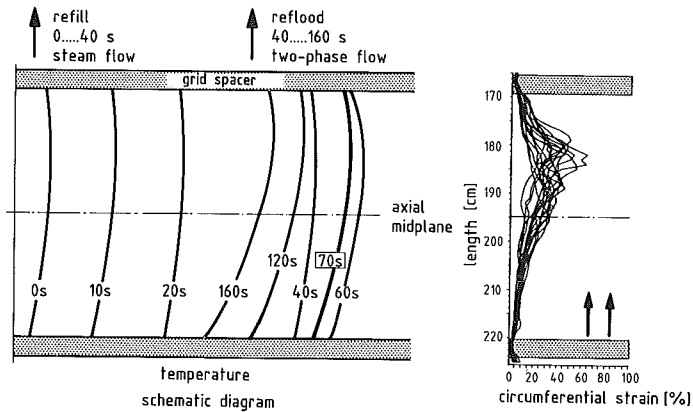 refill
0.....40 s
steam flow
reflood
40.....160 s
two-phase flow
grid spacer
axial
midplane
0s
10s
20s
160s
120s
40s
70s
60s
temperature
schematic diagram
170
180
190
200
210
220
length [cm]
0 20 40 60 80 100
circumferential strain [%]